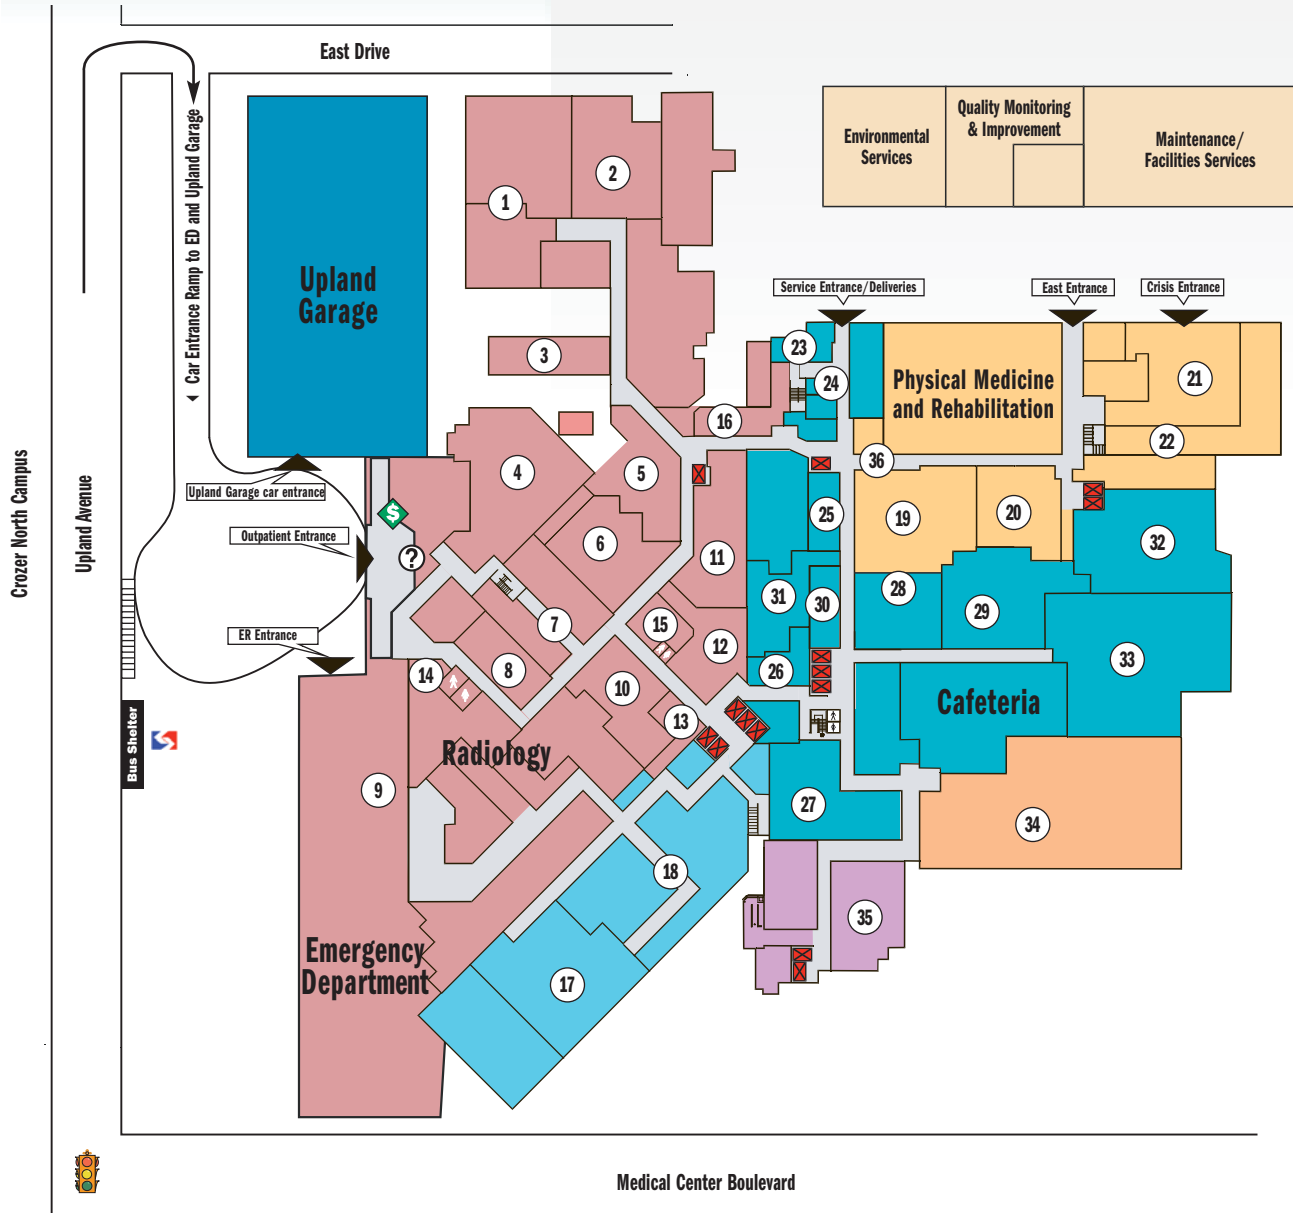 East Drive
Car Entrance Ramp to ED and Upland Garage
Crozer North Campus
Upland Avenue
Upland
Garage
Environmental
Services
Quality Monitoring
& Improvement
Maintenance/
Facilities Services
1
2
3
Service Entrance/Deliveries
East Entrance
Crisis Entrance
23
24
Physical Medicine
and Rehabilitation
21
22
16
36
4
5
Upland Garage car entrance
$
Outpatient Entrance
?
6
11
25
19
20
32
31
30
28
29
ER Entrance
7
15
12
8
14
10
26
33
13
Cafeteria
Bus Shelter
Radiology
9
27
34
18
35
Emergency
Department
17
Medical Center Boulevard